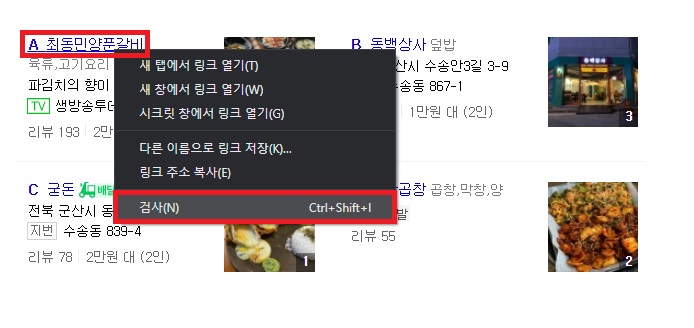 A 최동민양푼갈비
육류,고기요리
파김치의 향이
TV 생방송투데
리뷰 193 2만
새 탭에서 링크 열기(T)
새 창에서 링크 열기(W)
시크릿 창에서 링크 열기(G)
다른 이름으로 링크 저장(K)...
링크 주소 복사(E)
검사(N) Ctrl+Shift+I
B 동백상사 덮밥
산시 수송안3길 3-9
송동 867-1
1만원 대 (2인)
3
C 굳돈 배달
전북 군산시 동
지번 수송동 839-4
리뷰 78 2만원 대 (2인)
1
곱창 곱창,막창,양
발
리뷰 55
2